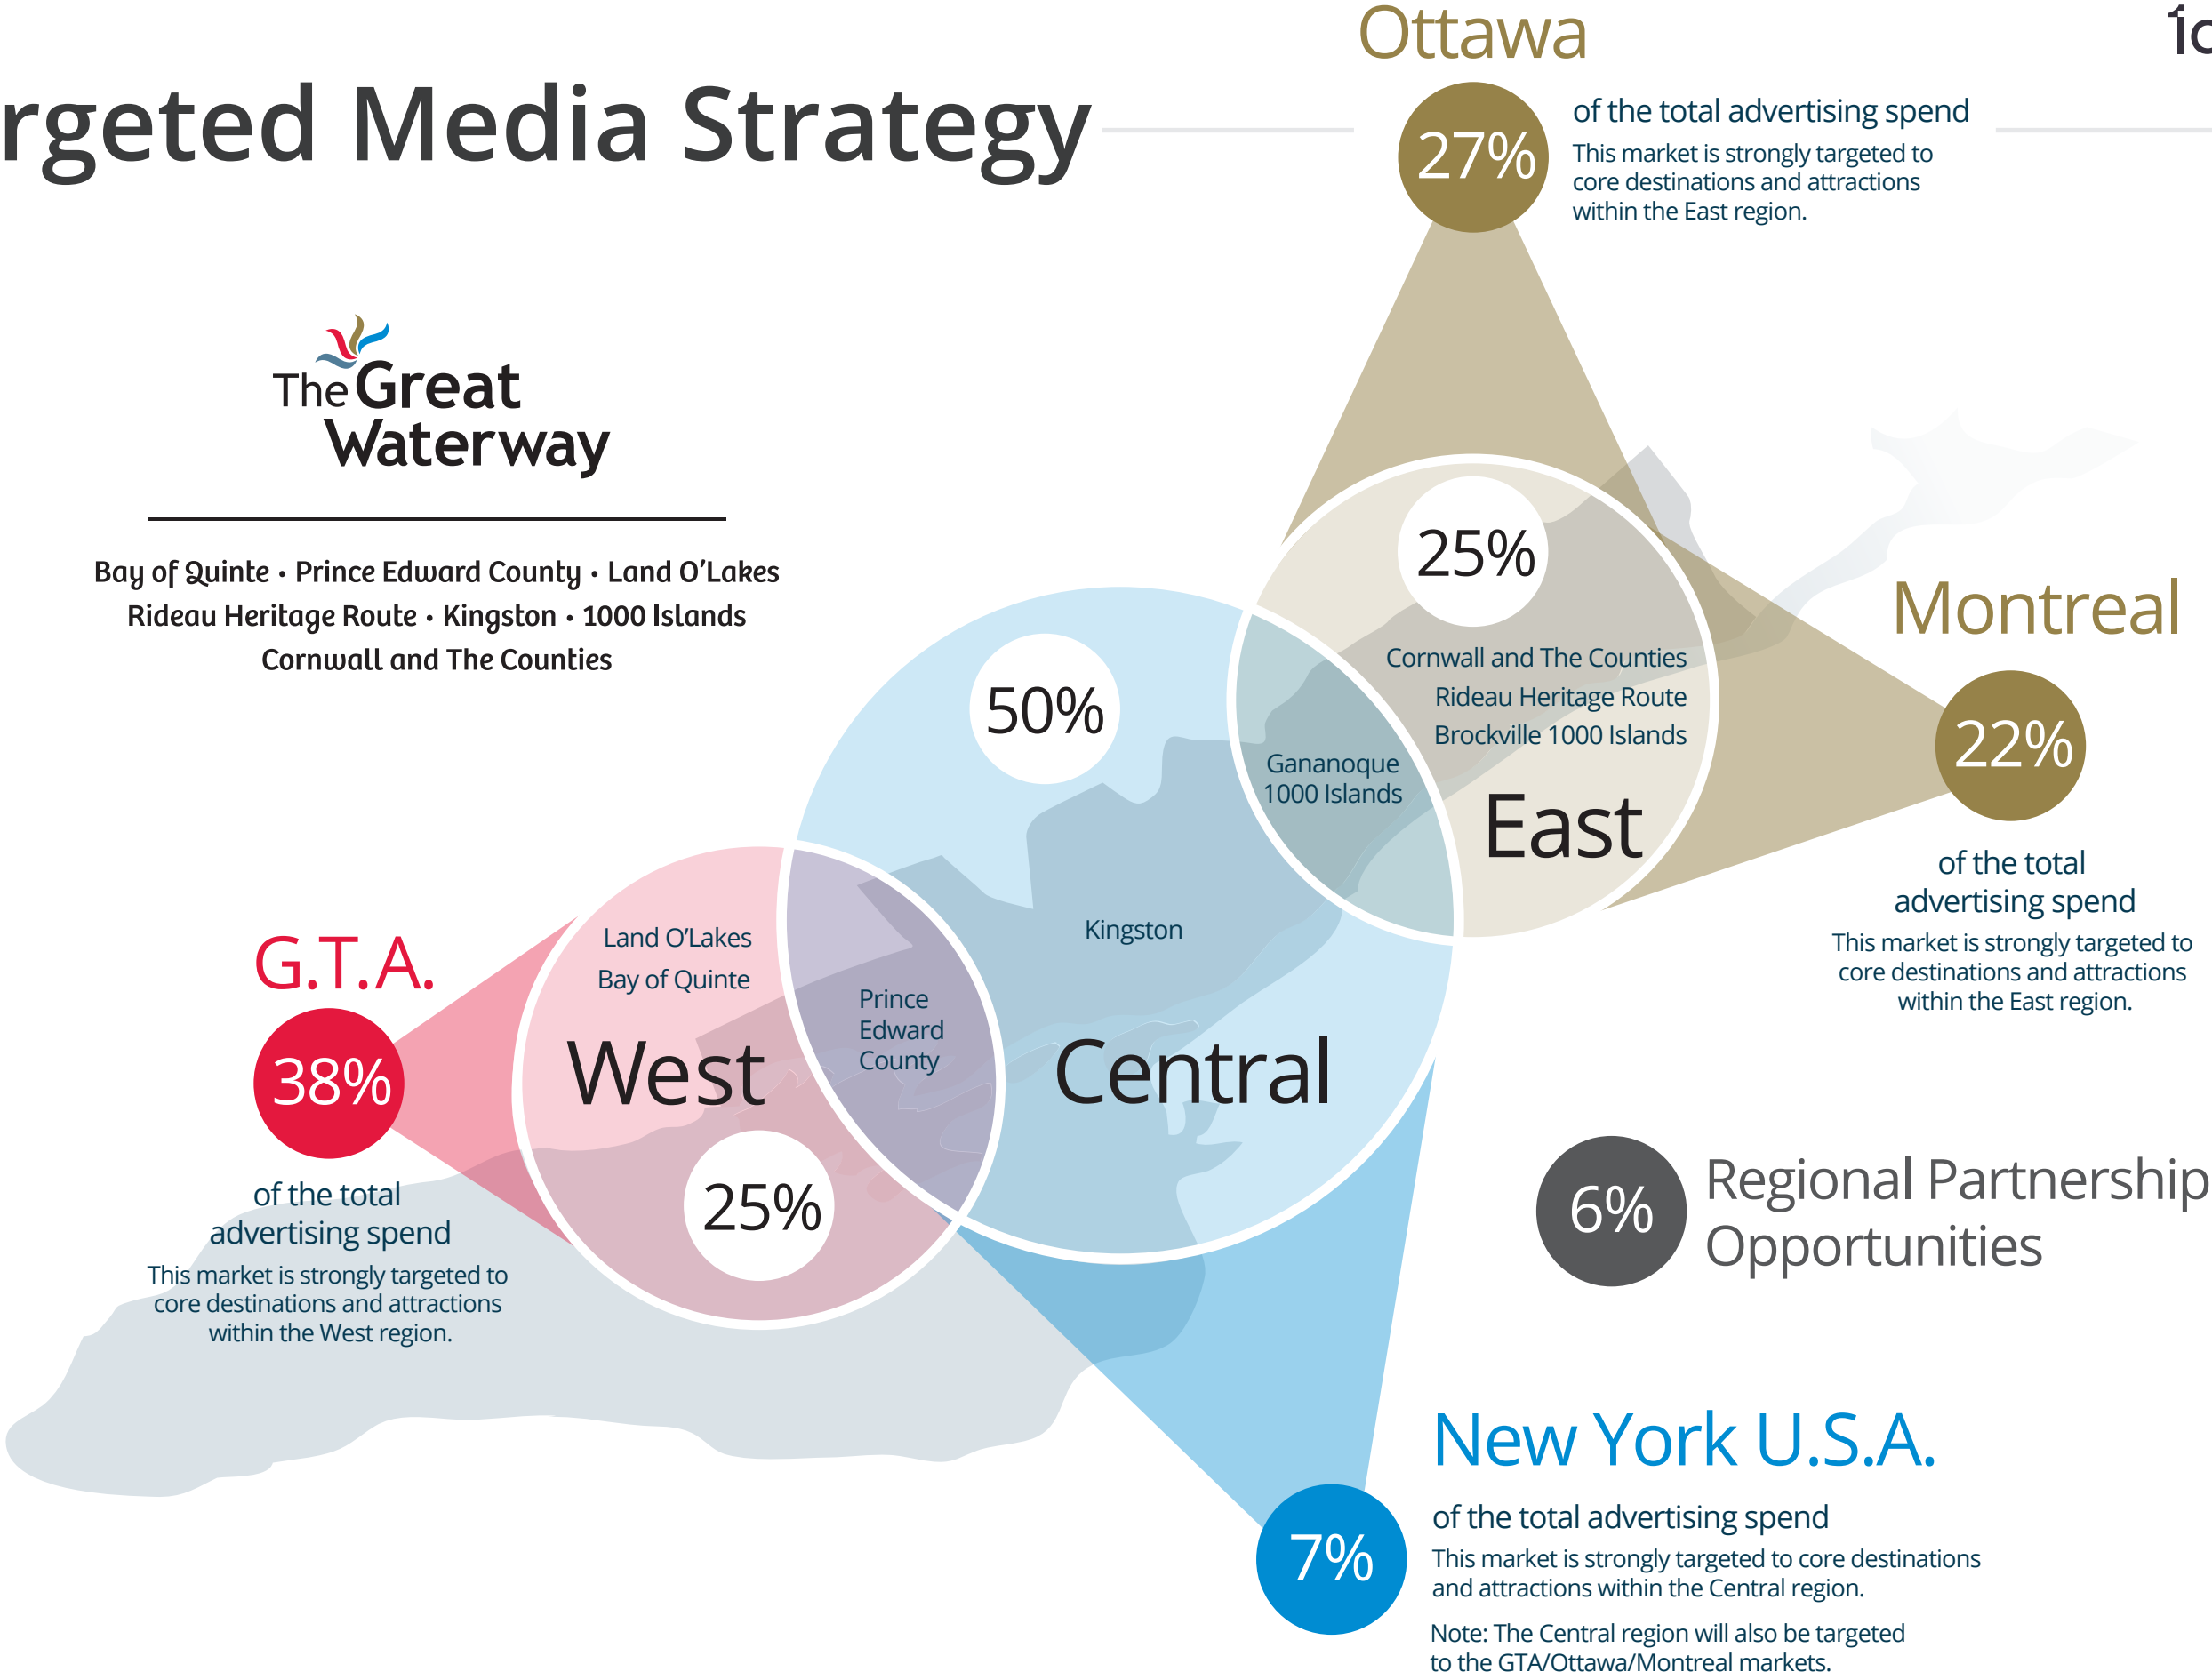 Ottawa
rgeted Media Strategy
27%
of the total advertising spend
This market is strongly targeted to
core destinations and attractions
within the East region.
The Great
Waterway
Bay of Quinte • Prince Edward County • Land O'Lakes
Rideau Heritage Route • Kingston • 1000 Islands
Cornwall and The Counties
25%
Cornwall and The Counties
Rideau Heritage Route
Brockville 1000 Islands
East
Gananoque
1000 Islands
Montreal
22%
of the total
advertising spend
This market is strongly targeted to
core destinations and attractions
within the East region.
50%
Kingston
Central
Prince
Edward
County
Land O'Lakes
Bay of Quinte
West
25%
G.T.A.
38%
of the total
advertising spend
This market is strongly targeted to
core destinations and attractions
within the West region.
6%
Regional Partnership
Opportunities
New York U.S.A.
7%
of the total advertising spend
This market is strongly targeted to core destinations
and attractions within the Central region.
Note: The Central region will also be targeted
to the GTA/Ottawa/Montreal markets.